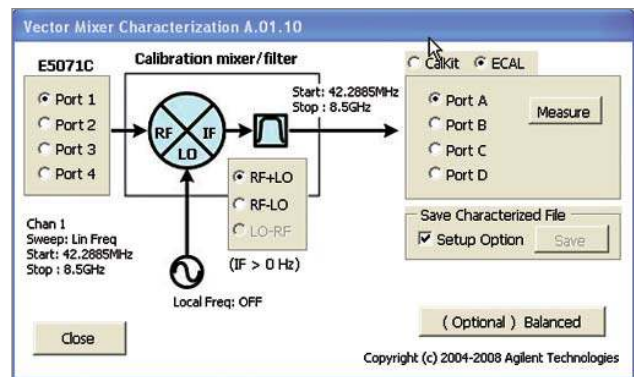 Vector Mixer Characterization A.01.10
E5071C
Port 1
Port 2
Port 3
Port 4
Calibration mixer/filter
RF
IF
LO
Start: 42.2885MHz
Stop : 8.5GHz
RF+LO
RF-LO
LO-RF
(IF > 0 Hz)
Chan 1
Sweep: Lin Freq
Start: 42.2885MHz
Stop : 8.5GHz
Local Freq: OFF
Close
CalKit
ECAL
Port A
Port B
Port C
Port D
Measure
Save Characterized File
Setup Option
Save
( Optional ) Balanced
Copyright (c) 2004-2008 Agilent Technologies